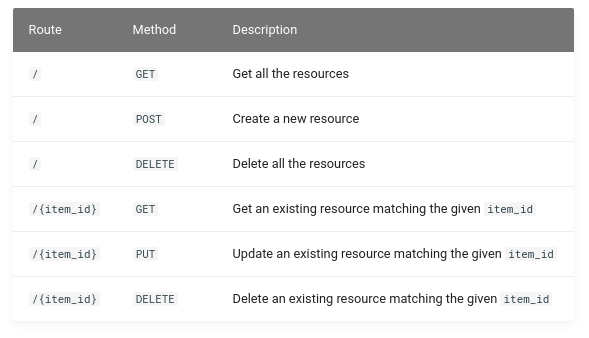 Route Method Description
/ GET Get all the resources
/ POST Create a new resource
/ DELETE Delete all the resources
/{item_id} GET Get an existing resource matching the given item_id
/{item_id} PUT Update an existing resource matching the given item_id
/{item_id} DELETE Delete an existing resource matching the given item_id